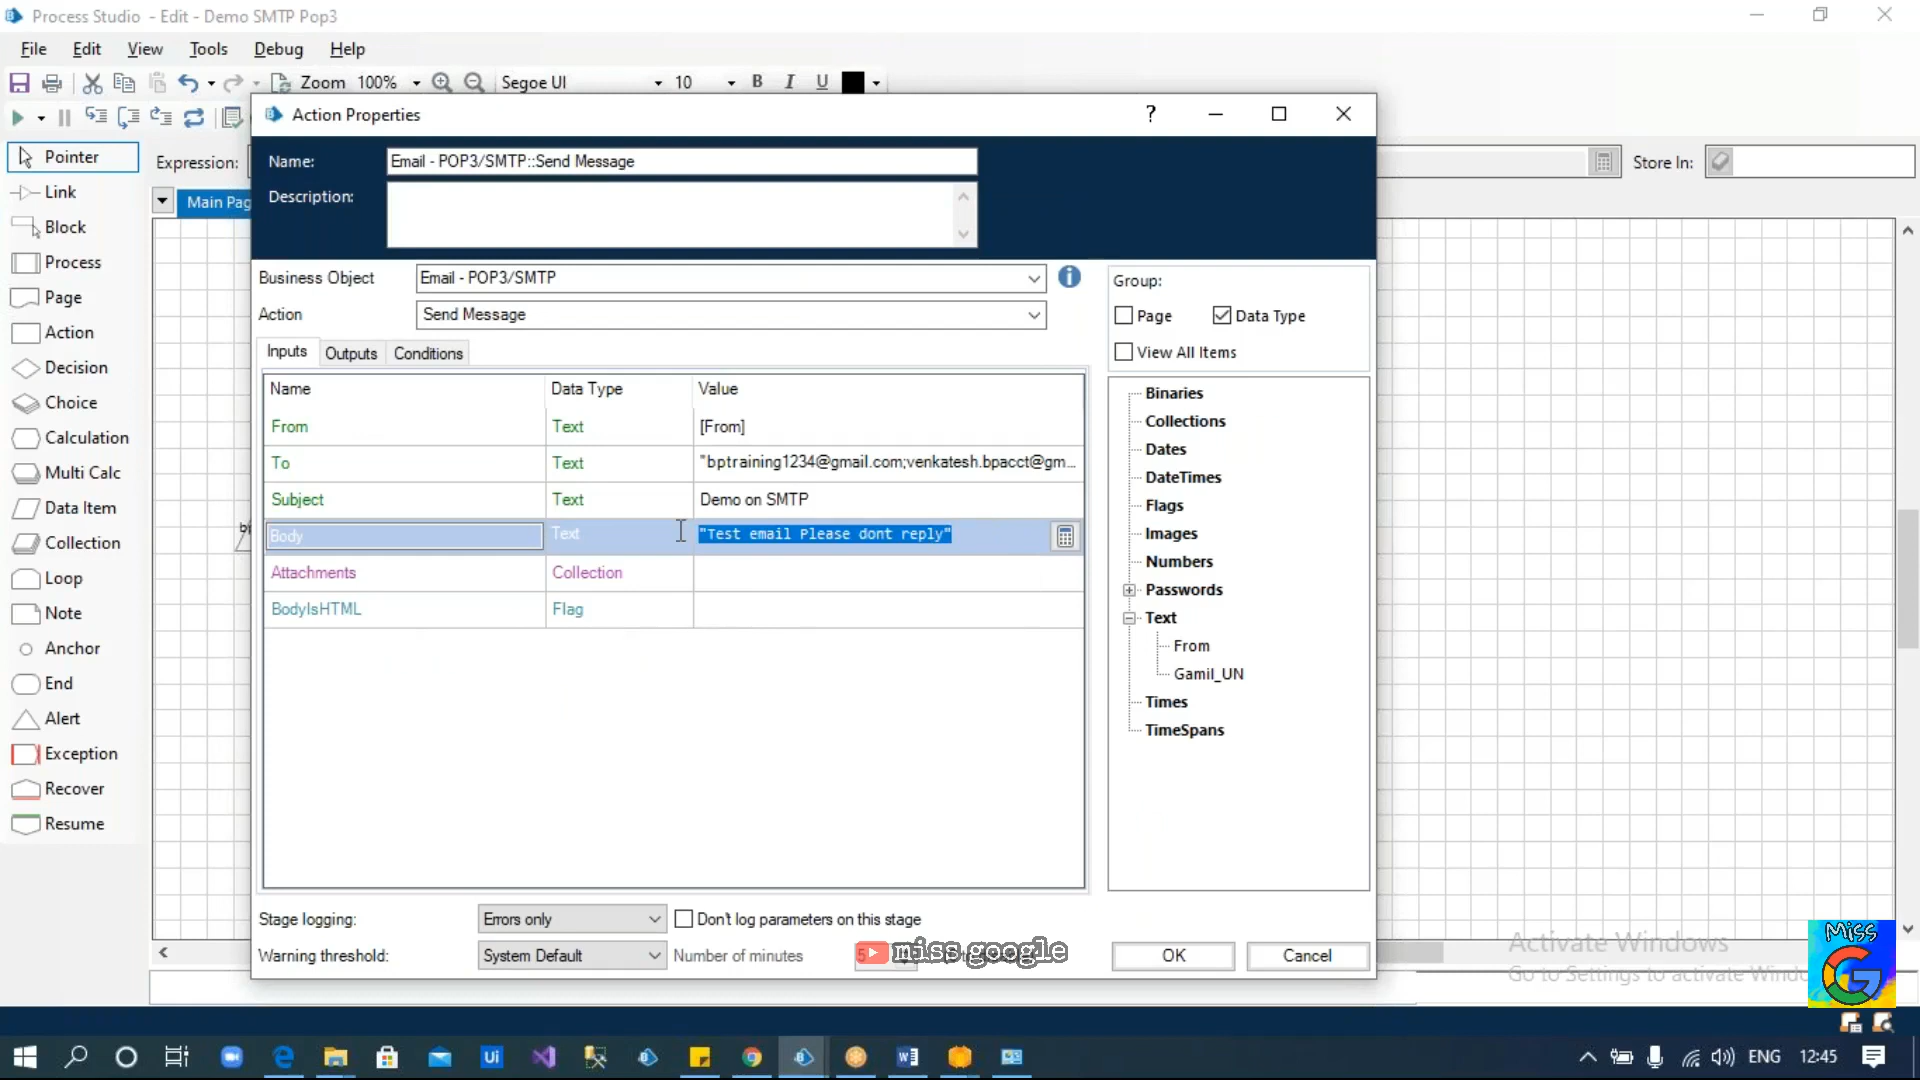 Process Studio - Edit - Demo SMTP Pop3
File Edit View Tools Debug Help
Zoom 100% Segoe UI 10 B I U
Action Properties ?
Pointer
Link
Block
Process
Page
Action
Decision
Choice
Calculation
Multi Calc
Data Item
Collection
Loop
Note
Anchor
End
Alert
Exception
Recover
Resume
Expression: Store In:
Main Pag
Name: Email - POP3/SMTP::Send Message
Description:
Business Object Email - POP3/SMTP
Action Send Message
Inputs Outputs Conditions
Name Data Type Value
From Text [From]
To Text "bptraining1234@gmail.com;venkatesh.bpacct@gm...
Subject Text Demo on SMTP
Body Text "Test email Please dont reply"
Attachments Collection
BodyIsHTML Flag
Group:
Page Data Type
View All Items
Binaries
Collections
Dates
DateTimes
Flags
Images
Numbers
Passwords
Text
From
Gamil_UN
Times
TimeSpans
Stage logging: Errors only Don't log parameters on this stage
Warning threshold: System Default Number of minutes 5
miss google
OK Cancel
Activate Windows
Go to Settings to activate Windo
Miss
G
Ui
ENG 12:45